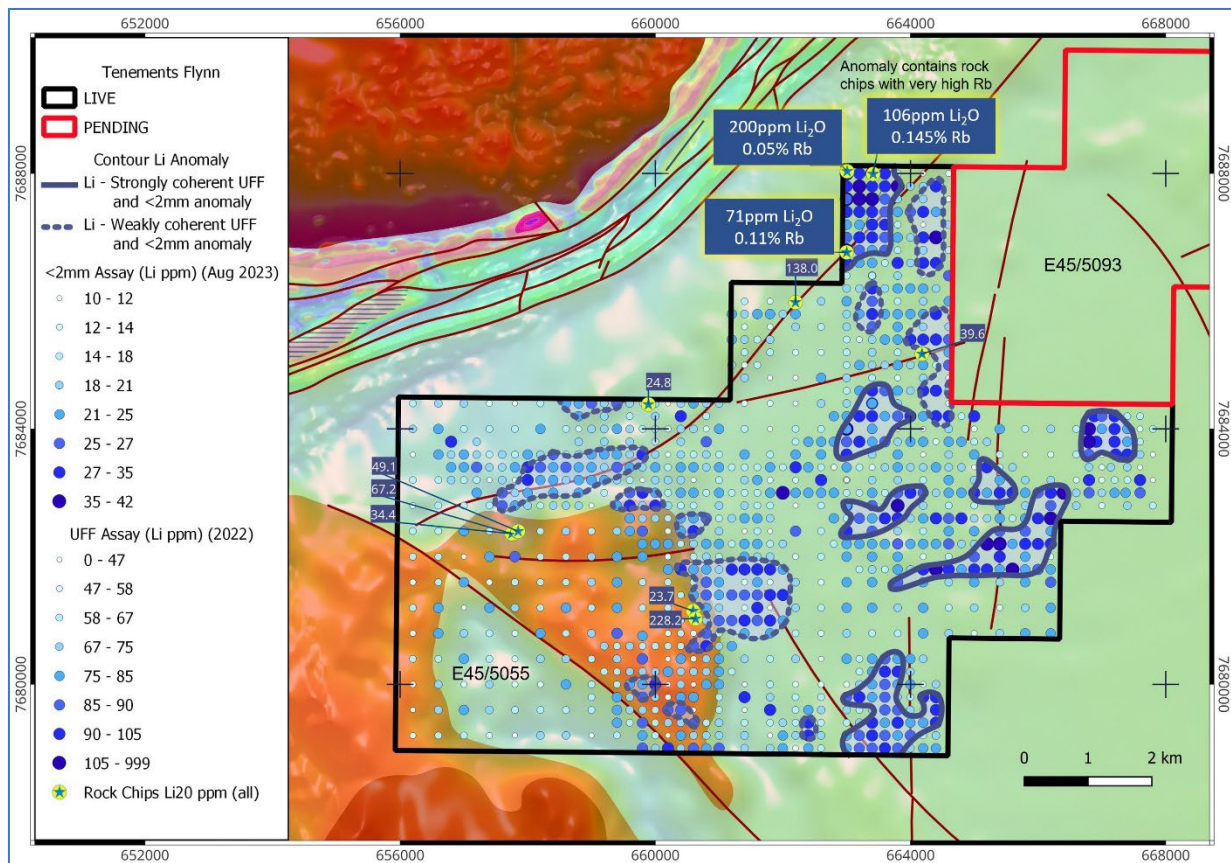 652000
656000
660000
664000
668000
Tenements Flynn
LIVE
PENDING
Contour Li Anomaly
Li - Strongly coherent UFF
and <2mm anomaly
Li - Weakly coherent UFF
and <2mm anomaly
<2mm Assay (Li ppm) (Aug 2023)
10 - 12
12 - 14
14 - 18
18 - 21
21 - 25
25 - 27
27 - 35
35 - 42
UFF Assay (Li ppm) (2022)
0 - 47
47 - 58
58 - 67
67 - 75
75 - 85
85 - 90
90 - 105
105 - 999
Rock Chips Li20 ppm (all)
Anomaly contains rock
chips with very high Rb
200ppm Li₂O
0.05% Rb
106ppm Li₂O
0.145% Rb
71ppm Li₂O
0.11% Rb
138.0
39.6
24.8
49.1
67.2
34.4
23.7
228.2
E45/5093
E45/5055
7688000
7684000
7680000
7688000
7684000
7680000
0 1 2 km
652000
656000
660000
664000
668000